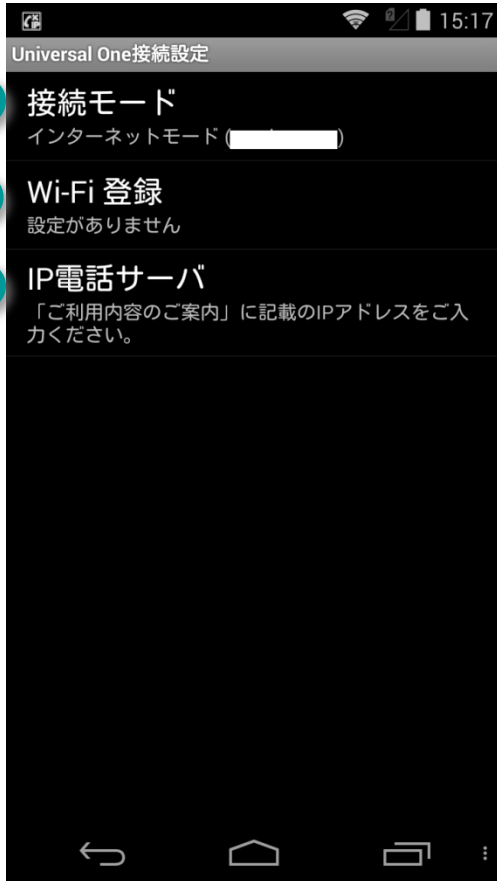 15:17
Universal One接続設定
接続モード
インターネットモード ( )
Wi-Fi 登録
設定がありません
IP電話サーバ
「ご利用内容のご案内」に記載のIPアドレスをご入
力ください。